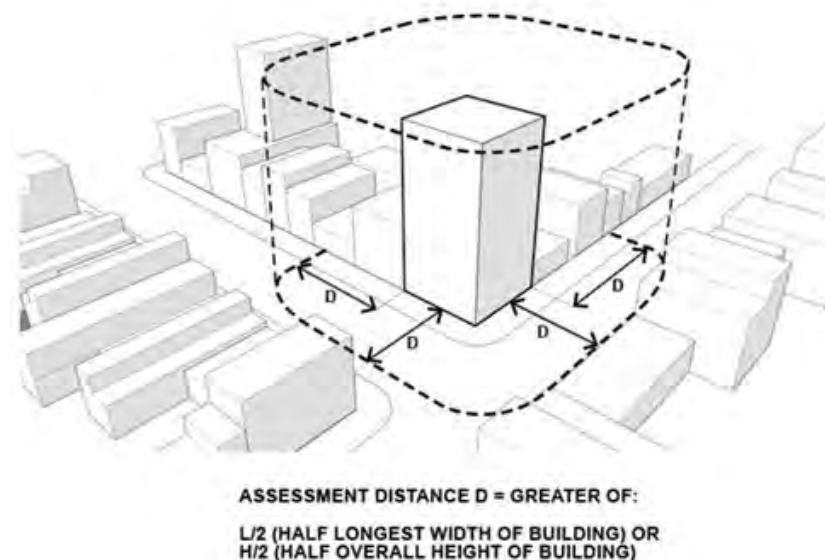 D
D
D
D
ASSESSMENT DISTANCE D = GREATER OF:
L/2 (HALF LONGEST WIDTH OF BUILDING) OR
H/2 (HALF OVERALL HEIGHT OF BUILDING)